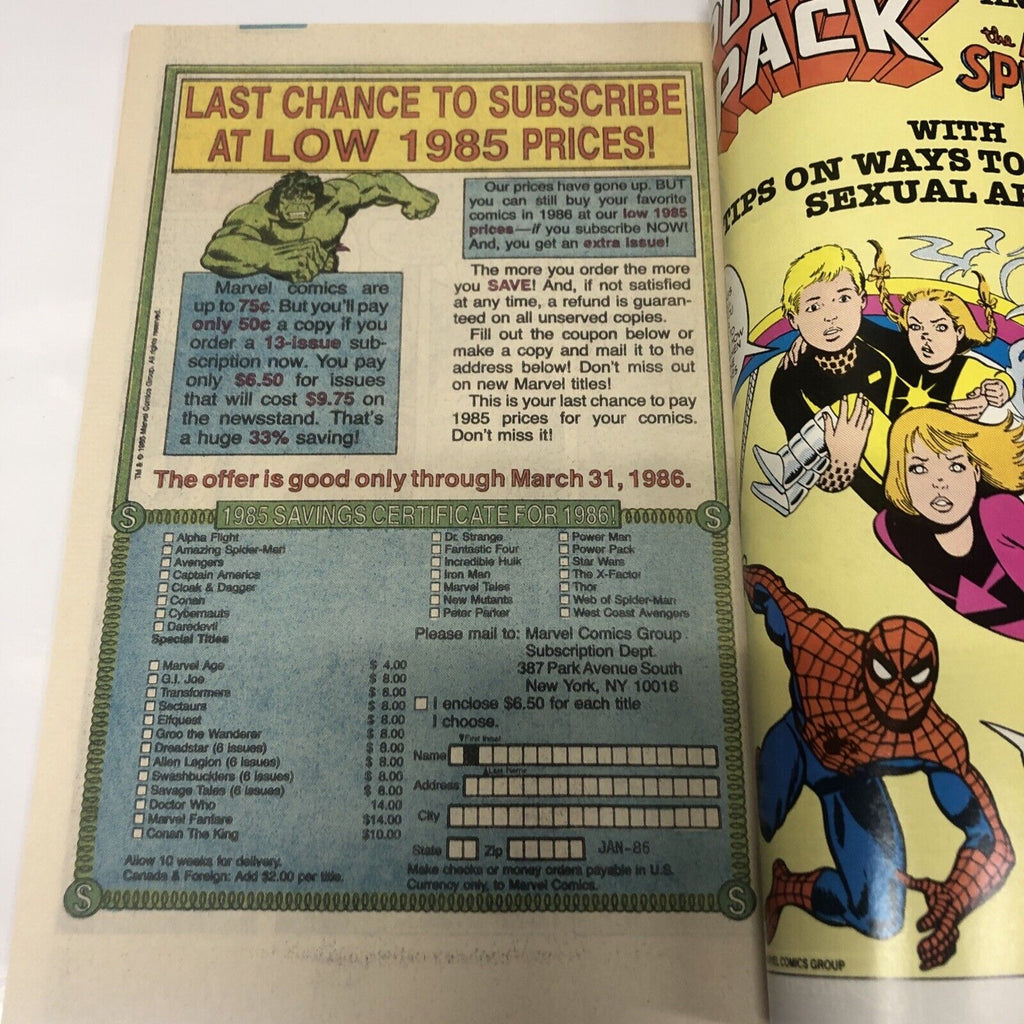 LAST CHANCE TO SUBSCRIBE
AT LOW 1985 PRICES!
Our prices have gone up. BUT
you can still buy your favorite
comics in 1986 at our low 1985
prices—if you subscribe NOW!
And, you get an extra issue!
Marvel comics are
up to 75¢. But you'll pay
only 50¢ a copy if you
order a 13-issue sub-
scription now. You pay
only $6.50 for issues
that will cost $9.75 on
the newsstand. That's
a huge 33% saving!
The more you order the more
you SAVE! And, if not satisfied
at any time, a refund is guaran-
teed on all unserved copies.
Fill out the coupon below or
make a copy and mail it to the
address below! Don't miss out
on new Marvel titles!
This is your last chance to pay
1985 prices for your comics.
Don't miss it!
TM & © 1985 Marvel Comics Group. All rights reserved.
The offer is good only through March 31, 1986.
S 1985 SAVINGS CERTIFICATE FOR 1986! S
Alpha Flight
Amazing Spider-Man
Avengers
Captain America
Cloak & Dagger
Conan
Cybernauts
Daredevil
Dr. Strange
Fantastic Four
Incredible Hulk
Iron Man
Marvel Tales
New Mutants
Peter Parker
Power Man
Power Pack
Star Wars
The X-Factor
Thor
Web of Spider-Man
West Coast Avengers
Special Titles
Marvel Age $ 4.00
G.I. Joe $ 8.00
Transformers $ 8.00
Sectaurs $ 8.00
Elfquest $ 8.00
Groo the Wanderer $ 8.00
Dreadstar (6 issues) $ 8.00
Alien Legion (6 issues) $ 8.00
Swashbucklers (6 issues) $ 8.00
Savage Tales (6 issues) $ 8.00
Doctor Who 14.00
Marvel Fanfare $14.00
Conan The King $10.00
Allow 10 weeks for delivery.
Canada & Foreign: Add $2.00 per title.
Please mail to: Marvel Comics Group
Subscription Dept.
387 Park Avenue South
New York, NY 10016
I enclose $6.50 for each title
I choose.
First Initial
Name
Last Name
Address
City
State Zip JAN-86
Make checks or money orders payable in U.S.
Currency only, to Marvel Comics.
S S
PACK
the
WITH
TIPS ON WAYS TO
SEXUAL
COMICS GROUP